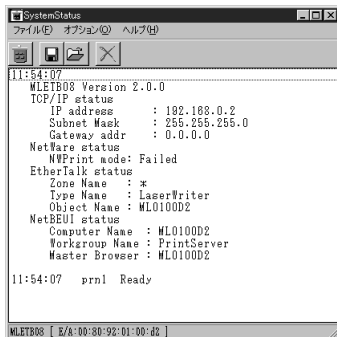 SystemStatus
ファイル(F) オプション(O) ヘルプ(H)
11:54:07
MLETB08 Version 2.0.0
TCP/IP status
IP address : 192.168.0.2
Subnet Mask : 255.255.255.0
Gateway addr : 0.0.0.0
NetWare status
NWPrint mode: Failed
EtherTalk status
Zone Name : *
Type Name : LaserWriter
Object Name : ML0100D2
NetBEUI status
Computer Name : ML0100D2
Workgroup Name : PrintServer
Master Browser : ML0100D2
11:54:07 prn1 Ready
MLETB08 [ E/A:00:80:92:01:00:d2 ]